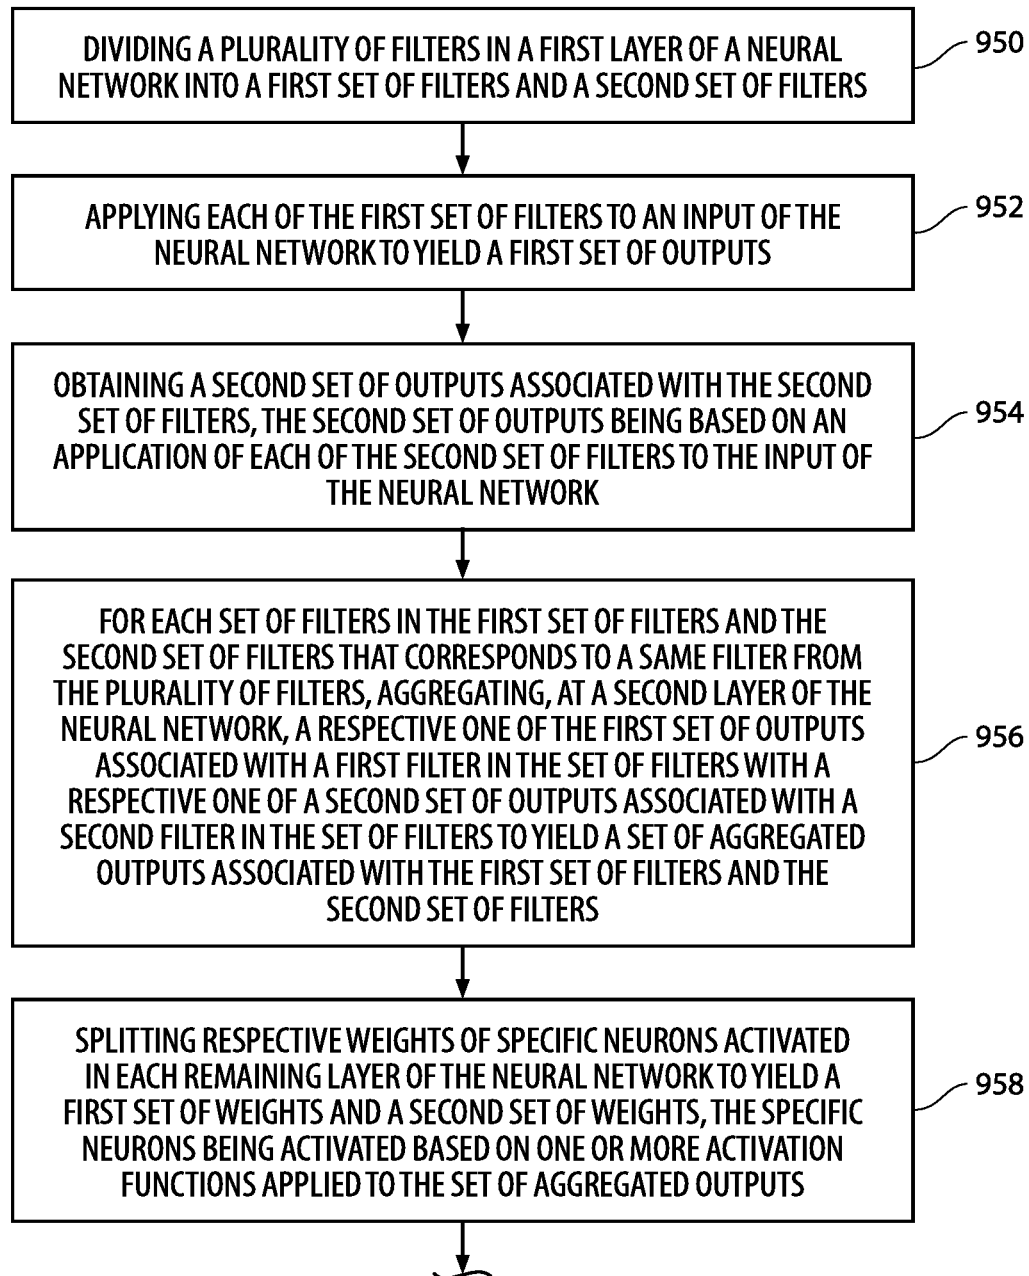 DIVIDING A PLURALITY OF FILTERS IN A FIRST LAYER OF A NEURAL
NETWORK INTO A FIRST SET OF FILTERS AND A SECOND SET OF FILTERS
950
APPLYING EACH OF THE FIRST SET OF FILTERS TO AN INPUT OF THE
NEURAL NETWORK TO YIELD A FIRST SET OF OUTPUTS
952
OBTAINING A SECOND SET OF OUTPUTS ASSOCIATED WITH THE SECOND
SET OF FILTERS, THE SECOND SET OF OUTPUTS BEING BASED ON AN
APPLICATION OF EACH OF THE SECOND SET OF FILTERS TO THE INPUT OF
THE NEURAL NETWORK
954
FOR EACH SET OF FILTERS IN THE FIRST SET OF FILTERS AND THE
SECOND SET OF FILTERS THAT CORRESPONDS TO A SAME FILTER FROM
THE PLURALITY OF FILTERS, AGGREGATING, AT A SECOND LAYER OF THE
NEURAL NETWORK, A RESPECTIVE ONE OF THE FIRST SET OF OUTPUTS
ASSOCIATED WITH A FIRST FILTER IN THE SET OF FILTERS WITH A
RESPECTIVE ONE OF A SECOND SET OF OUTPUTS ASSOCIATED WITH A
SECOND FILTER IN THE SET OF FILTERS TO YIELD A SET OF AGGREGATED
OUTPUTS ASSOCIATED WITH THE FIRST SET OF FILTERS AND THE
SECOND SET OF FILTERS
956
SPLITTING RESPECTIVE WEIGHTS OF SPECIFIC NEURONS ACTIVATED
IN EACH REMAINING LAYER OF THE NEURAL NETWORK TO YIELD A
FIRST SET OF WEIGHTS AND A SECOND SET OF WEIGHTS, THE SPECIFIC
NEURONS BEING ACTIVATED BASED ON ONE OR MORE ACTIVATION
FUNCTIONS APPLIED TO THE SET OF AGGREGATED OUTPUTS
958